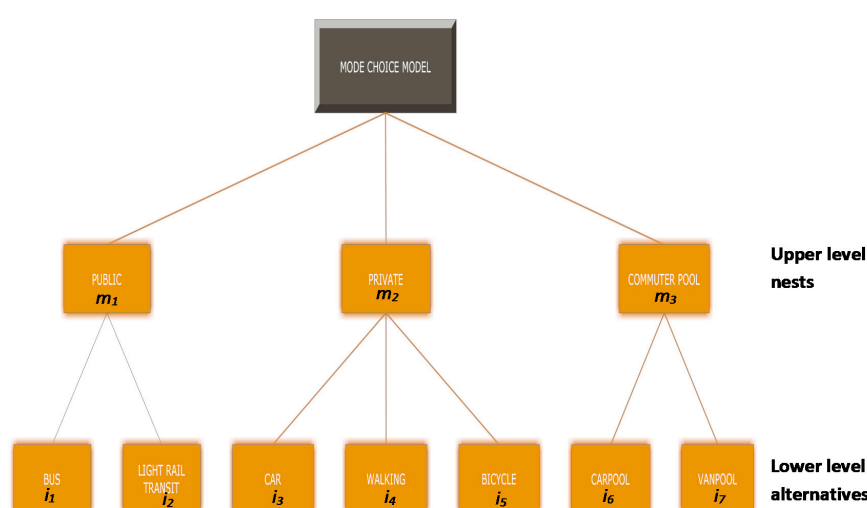 MODE CHOICE MODEL
PUBLIC
m1
PRIVATE
m2
COMMUTER POOL
m3
Upper level
nests
BUS
i1
LIGHT RAIL
TRANSIT
i2
CAR
i3
WALKING
i4
BICYCLE
i5
CARPOOL
i6
VANPOOL
i7
Lower level
alternatives